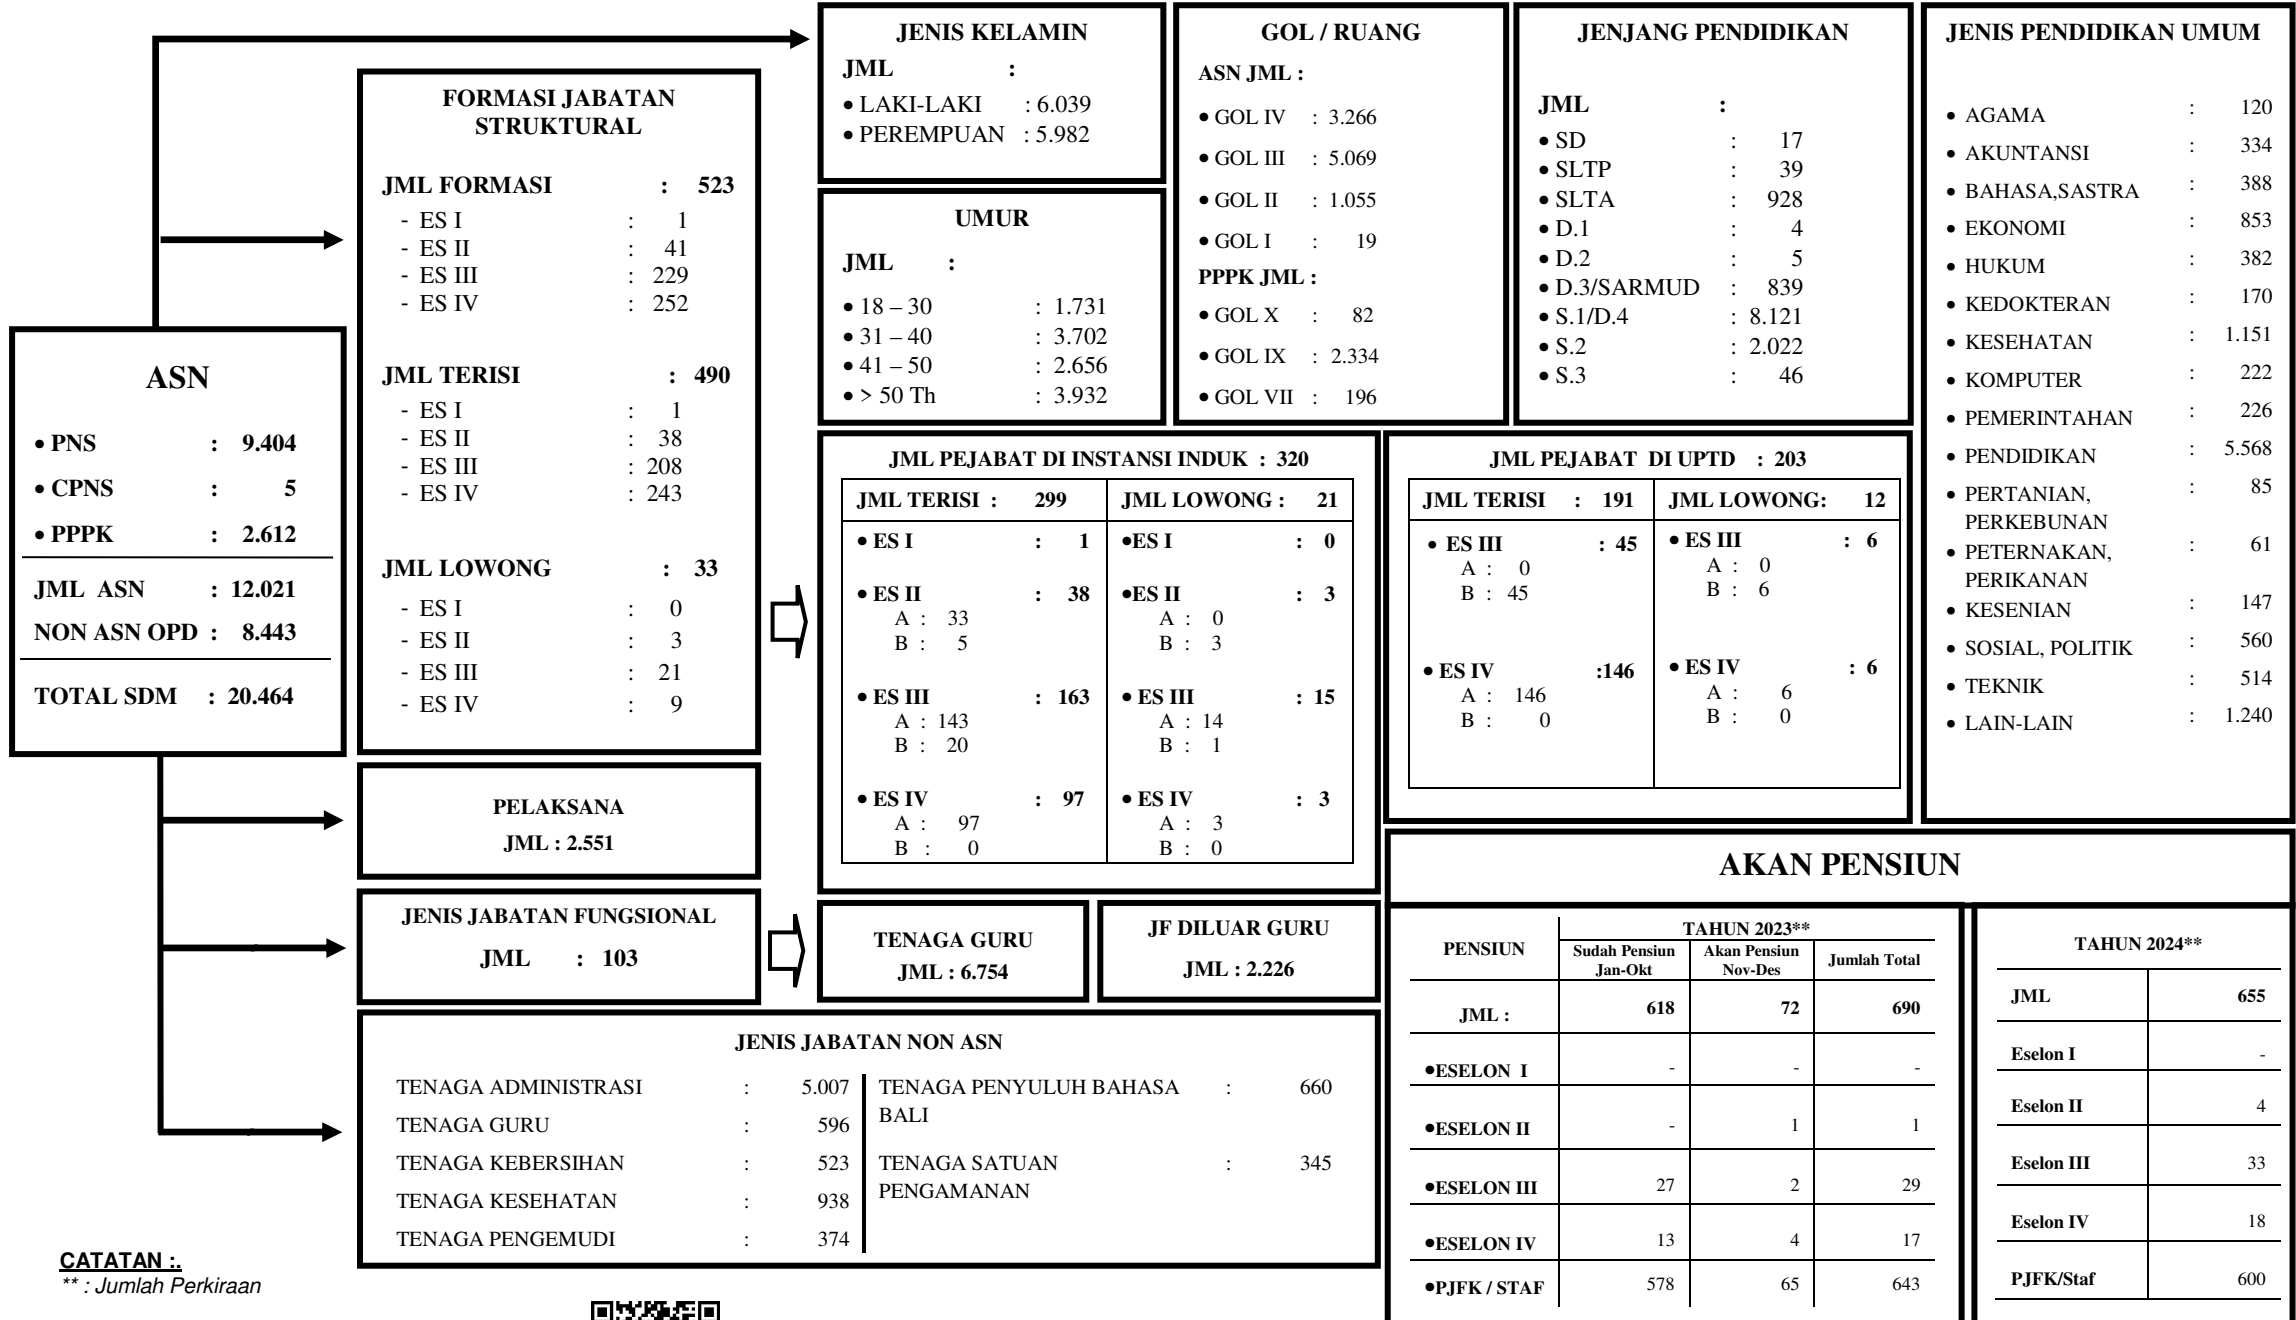 ASN
• PNS : 9.404
• CPNS : 5
• PPPK : 2.612
JML ASN : 12.021
NON ASN OPD : 8.443
TOTAL SDM : 20.464
FORMASI JABATAN
STRUKTURAL
JML FORMASI : 523
- ES I : 1
- ES II : 41
- ES III : 229
- ES IV : 252
JML TERISI : 490
- ES I : 1
- ES II : 38
- ES III : 208
- ES IV : 243
JML LOWONG : 33
- ES I : 0
- ES II : 3
- ES III : 21
- ES IV : 9
PELAKSANA
JML : 2.551
JENIS JABATAN FUNGSIONAL
JML : 103
JENIS KELAMIN
JML :
• LAKI-LAKI : 6.039
• PEREMPUAN : 5.982
UMUR
JML :
• 18 – 30 : 1.731
• 31 – 40 : 3.702
• 41 – 50 : 2.656
• > 50 Th : 3.932
GOL / RUANG
ASN JML :
• GOL IV : 3.266
• GOL III : 5.069
• GOL II : 1.055
• GOL I : 19
PPPK JML :
• GOL X : 82
• GOL IX : 2.334
• GOL VII : 196
JENJANG PENDIDIKAN
JML :
• SD : 17
• SLTP : 39
• SLTA : 928
• D.1 : 4
• D.2 : 5
• D.3/SARMUD : 839
• S.1/D.4 : 8.121
• S.2 : 2.022
• S.3 : 46
JENIS PENDIDIKAN UMUM
• AGAMA : 120
• AKUNTANSI : 334
• BAHASA,SASTRA : 388
• EKONOMI : 853
• HUKUM : 382
• KEDOKTERAN : 170
• KESEHATAN : 1.151
• KOMPUTER : 222
• PEMERINTAHAN : 226
• PENDIDIKAN : 5.568
• PERTANIAN, : 85
PERKEBUNAN
• PETERNAKAN, : 61
PERIKANAN
• KESENIAN : 147
• SOSIAL, POLITIK : 560
• TEKNIK : 514
• LAIN-LAIN : 1.240
JML PEJABAT DI INSTANSI INDUK : 320
JML TERISI : 299
• ES I : 1
• ES II : 38
A : 33
B : 5
• ES III : 163
A : 143
B : 20
• ES IV : 97
A : 97
B : 0
JML LOWONG : 21
•ES I : 0
•ES II : 3
A : 0
B : 3
• ES III : 15
A : 14
B : 1
• ES IV : 3
A : 3
B : 0
JML PEJABAT DI UPTD : 203
JML TERISI : 191
• ES III : 45
A : 0
B : 45
• ES IV :146
A : 146
B : 0
JML LOWONG: 12
• ES III : 6
A : 0
B : 6
• ES IV : 6
A : 6
B : 0
TENAGA GURU
JML : 6.754
JF DILUAR GURU
JML : 2.226
JENIS JABATAN NON ASN
TENAGA ADMINISTRASI : 5.007
TENAGA GURU : 596
TENAGA KEBERSIHAN : 523
TENAGA KESEHATAN : 938
TENAGA PENGEMUDI : 374
TENAGA PENYULUH BAHASA : 660
BALI
TENAGA SATUAN : 345
PENGAMANAN
AKAN PENSIUN
PENSIUN
TAHUN 2023**
Sudah Pensiun
Jan-Okt
Akan Pensiun
Nov-Des
Jumlah Total
JML : 618 72 690
•ESELON I - - -
•ESELON II - 1 1
•ESELON III 27 2 29
•ESELON IV 13 4 17
•PJFK / STAF 578 65 643
TAHUN 2024**
JML 655
Eselon I -
Eselon II 4
Eselon III 33
Eselon IV 18
PJFK/Staf 600
CATATAN :.
** : Jumlah Perkiraan